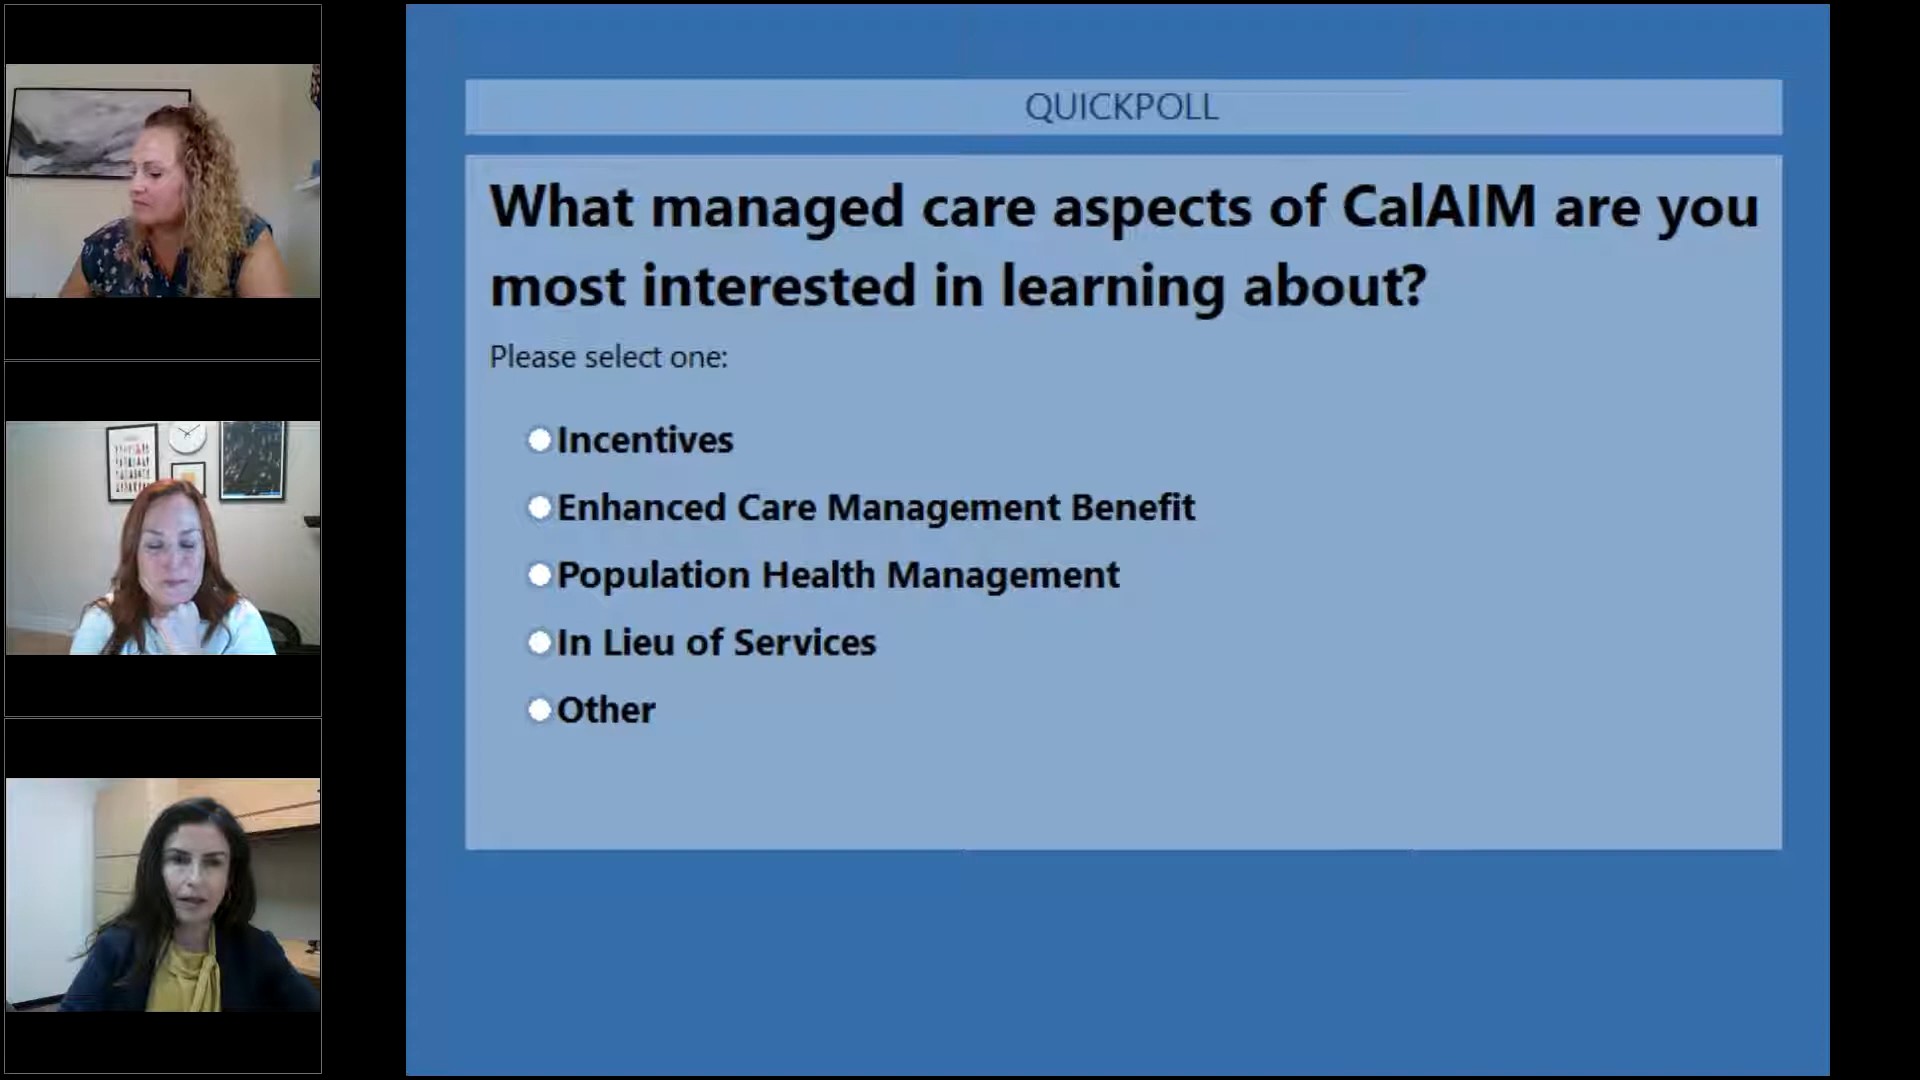 QUICKPOLL
What managed care aspects of CalAIM are you
most interested in learning about?
Please select one:
Incentives
Enhanced Care Management Benefit
Population Health Management
In Lieu of Services
Other